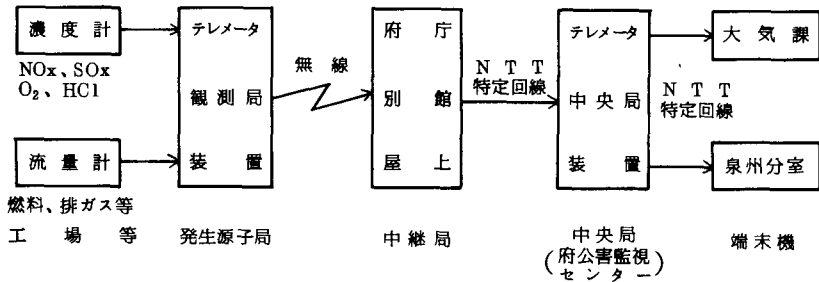 濃度計
NOx、SOx
O₂、HCl
流量計
燃料、排ガス等
工場等
テレメータ
観測局
装置
発生源子局
無線
府庁
別館
屋上
中継局
NTT
特定回線
テレメータ
中央局
装置
中央局
(府公害監視
センター)
NTT
特定回線
大気課
泉州分室
端末機